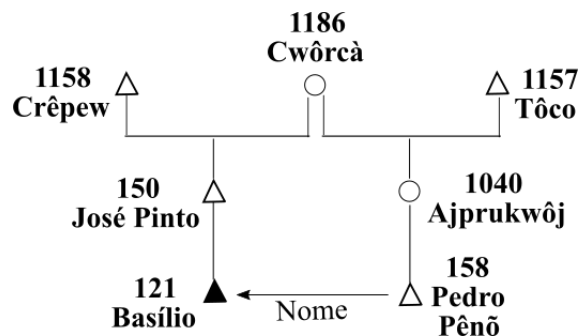 1186
Cwôrcà
1158
Crêpew
1157
Tôco
150
José Pinto
1040
Ajprukwôj
121
Basílio
Nome
158
Pedro
Pênõ